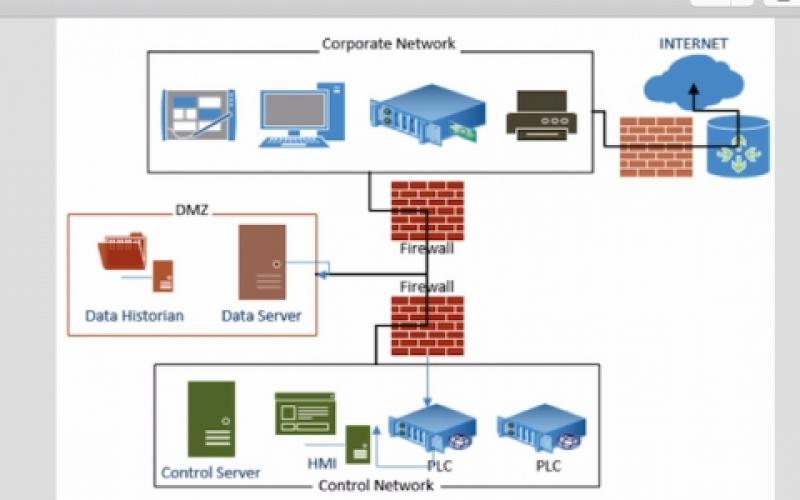 Corporate Network
INTERNET
DMZ
Firewall
Firewall
Data Historian
Data Server
Control Server
HMI
PLC
PLC
Control Network